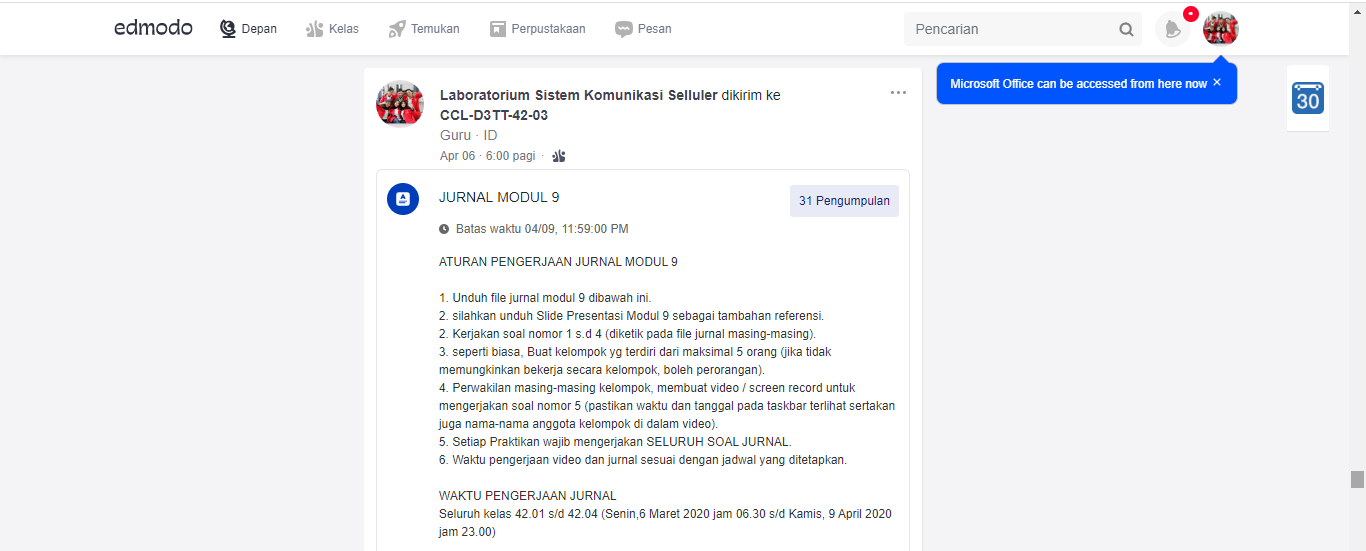 edmodo Depan Kelas Temukan Perpustakaan Pesan Pencarian
Microsoft Office can be accessed from here now ×
30
Laboratorium Sistem Komunikasi Selluler dikirim ke
CCL-D3TT-42-03
Guru · ID
Apr 06 · 6:00 pagi ·
JURNAL MODUL 9
31 Pengumpulan
Batas waktu 04/09, 11:59:00 PM
ATURAN PENGERJAAN JURNAL MODUL 9
1. Unduh file jurnal modul 9 dibawah ini.
2. silahkan unduh Slide Presentasi Modul 9 sebagai tambahan referensi.
2. Kerjakan soal nomor 1 s.d 4 (diketik pada file jurnal masing-masing).
3. seperti biasa, Buat kelompok yg terdiri dari maksimal 5 orang (jika tidak
memungkinkan bekerja secara kelompok, boleh perorangan).
4. Perwakilan masing-masing kelompok, membuat video / screen record untuk
mengerjakan soal nomor 5 (pastikan waktu dan tanggal pada taskbar terlihat sertakan
juga nama-nama anggota kelompok di dalam video).
5. Setiap Praktikan wajib mengerjakan SELURUH SOAL JURNAL.
6. Waktu pengerjaan video dan jurnal sesuai dengan jadwal yang ditetapkan.
WAKTU PENGERJAAN JURNAL
Seluruh kelas 42.01 s/d 42.04 (Senin,6 Maret 2020 jam 06.30 s/d Kamis, 9 April 2020
jam 23.00)